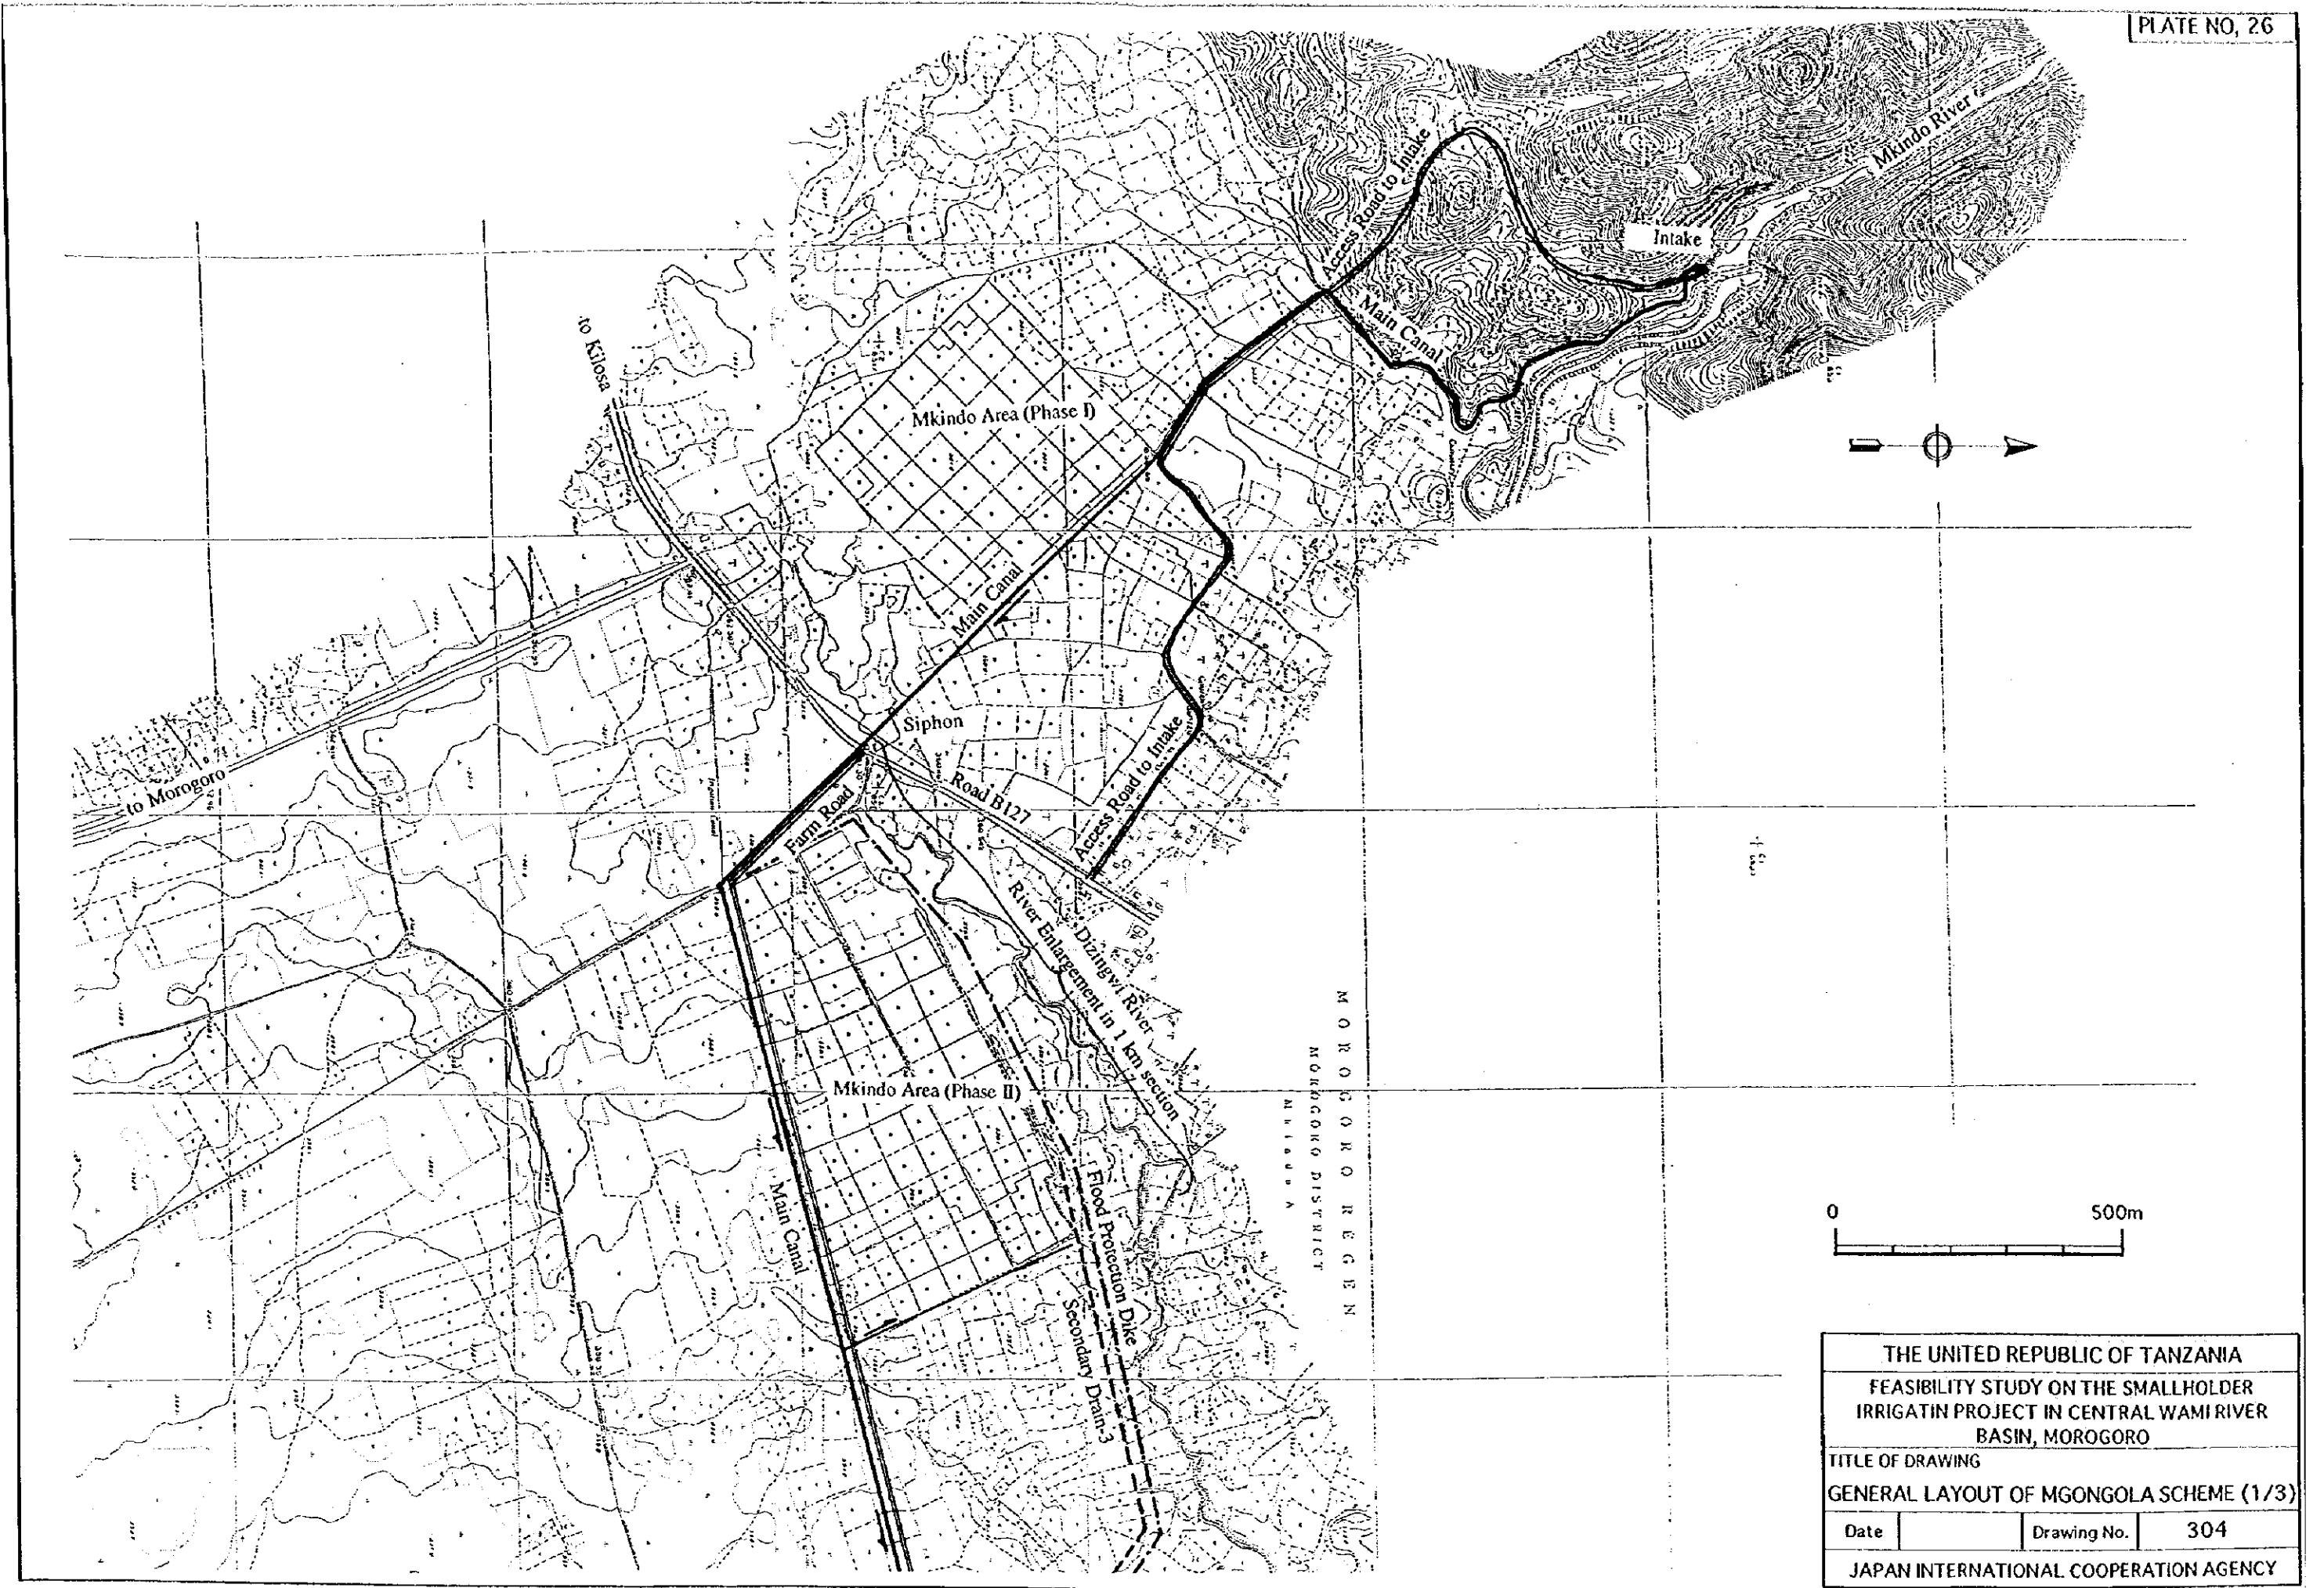 PLATE NO, 26
Mkindo River
Access Road to Intake
Intake
Main Canal
to Kilosa
Mkindo Area (Phase I)
Main Canal
Siphon
to Morogoro
Road B127
Farm Road
Access Road to Intake
Dizingwi River
River Enlargement in 1 km section
Mkindo Area (Phase II)
Main Canal
Flood Protection Dike
Secondary Drain-3
MOROGORO REGEN
MOROGORO DISTRICT
0 500m
THE UNITED REPUBLIC OF TANZANIA
FEASIBILITY STUDY ON THE SMALLHOLDER
IRRIGATIN PROJECT IN CENTRAL WAMI RIVER
BASIN, MOROGORO
TITLE OF DRAWING
GENERAL LAYOUT OF MGONGOLA SCHEME (1/3)
Date Drawing No. 304
JAPAN INTERNATIONAL COOPERATION AGENCY